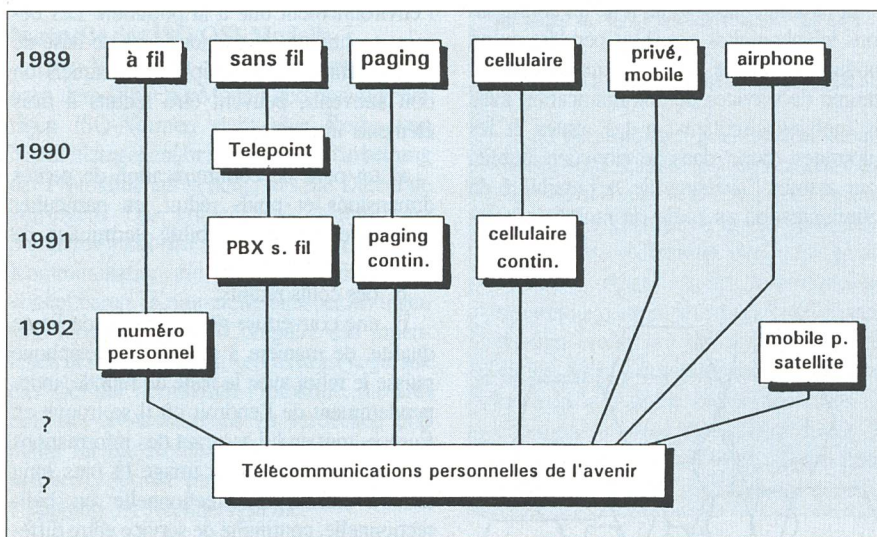 1989
à fil
sans fil
paging
cellulaire
privé,
mobile
airphone
1990
Telepoint
1991
PBX s. fil
paging
contin.
cellulaire
contin.
1992
numéro
personnel
mobile p.
satellite
?
?
Télécommunications personnelles de l'avenir